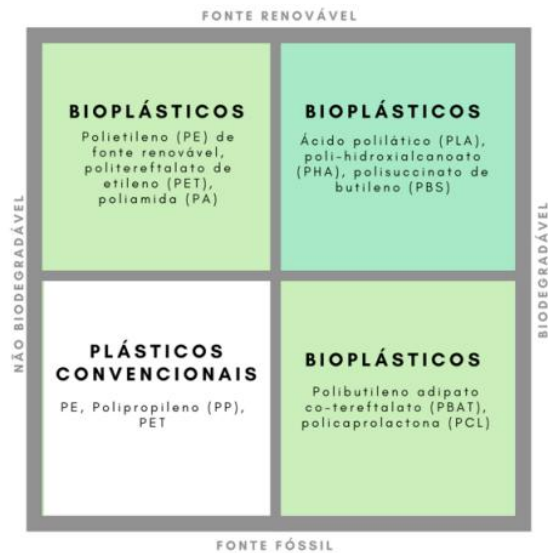 FONTE RENOVÁVEL
BIOPLÁSTICOS
Polietileno (PE) de
fonte renovável,
politereftalato de
etileno (PET),
poliamida (PA)
BIOPLÁSTICOS
Ácido polilático (PLA),
poli-hidroxialcanoato
(PHA), polisuccinato de
butileno (PBS)
NÃO BIODEGRADÁVEL
BIODEGRADÁVEL
PLÁSTICOS
CONVENCIONAIS
PE, Polipropileno (PP),
PET
BIOPLÁSTICOS
Polibutileno adipato
co-tereftalato (PBAT),
policaprolactona (PCL)
FONTE FÓSSIL